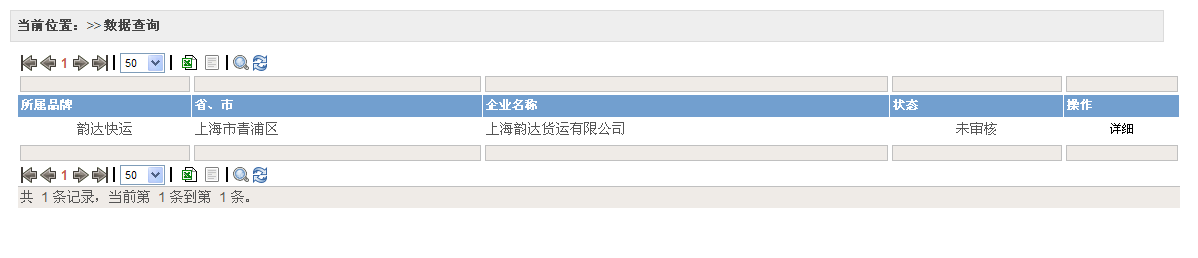 当前位置：>> 数据查询
1 50
所属品牌 省、市 企业名称 状态 操作
韵达快运 上海市青浦区 上海韵达货运有限公司 未审核 详细
1 50
共 1 条记录，当前第 1 条到第 1 条。